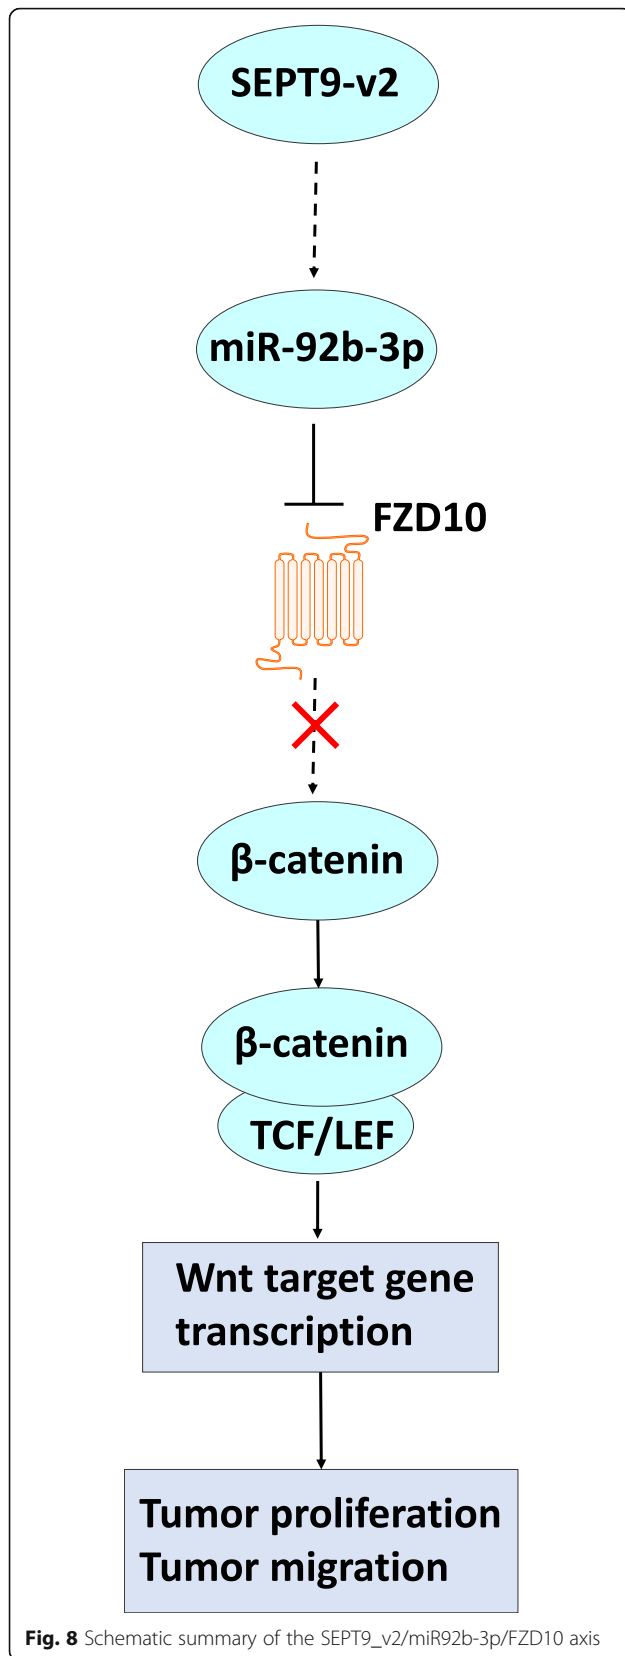 SEPT9-v2
miR-92b-3p
FZD10
β-catenin
β-catenin
TCF/LEF
Wnt target gene
transcription
Tumor proliferation
Tumor migration
Fig. 8 Schematic summary of the SEPT9_v2/miR92b-3p/FZD10 axis